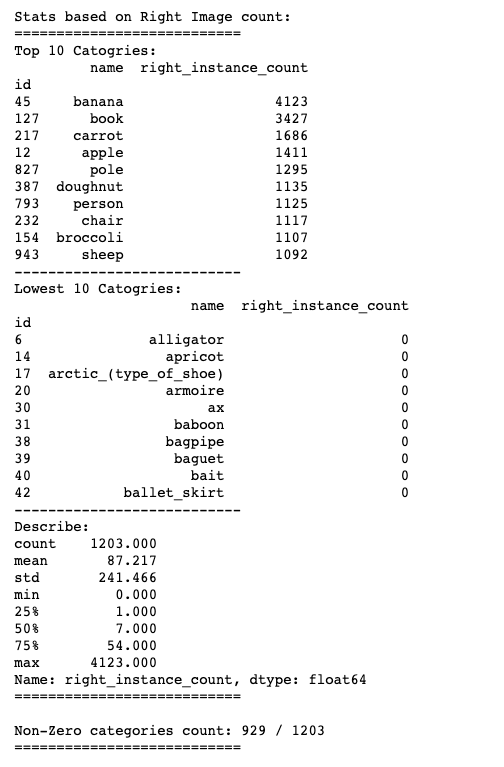 Stats based on Right Image count:
===========================
Top 10 Catogries:
name right_instance_count
id
45 banana 4123
127 book 3427
217 carrot 1686
12 apple 1411
827 pole 1295
387 doughnut 1135
793 person 1125
232 chair 1117
154 broccoli 1107
943 sheep 1092
---------------------------
Lowest 10 Catogries:
name right_instance_count
id
6 alligator 0
14 apricot 0
17 arctic_(type_of_shoe) 0
20 armoire 0
30 ax 0
31 baboon 0
38 bagpipe 0
39 baguet 0
40 bait 0
42 ballet_skirt 0
---------------------------
Describe:
count 1203.000
mean 87.217
std 241.466
min 0.000
25% 1.000
50% 7.000
75% 54.000
max 4123.000
Name: right_instance_count, dtype: float64
===========================
Non-Zero categories count: 929 / 1203
===========================